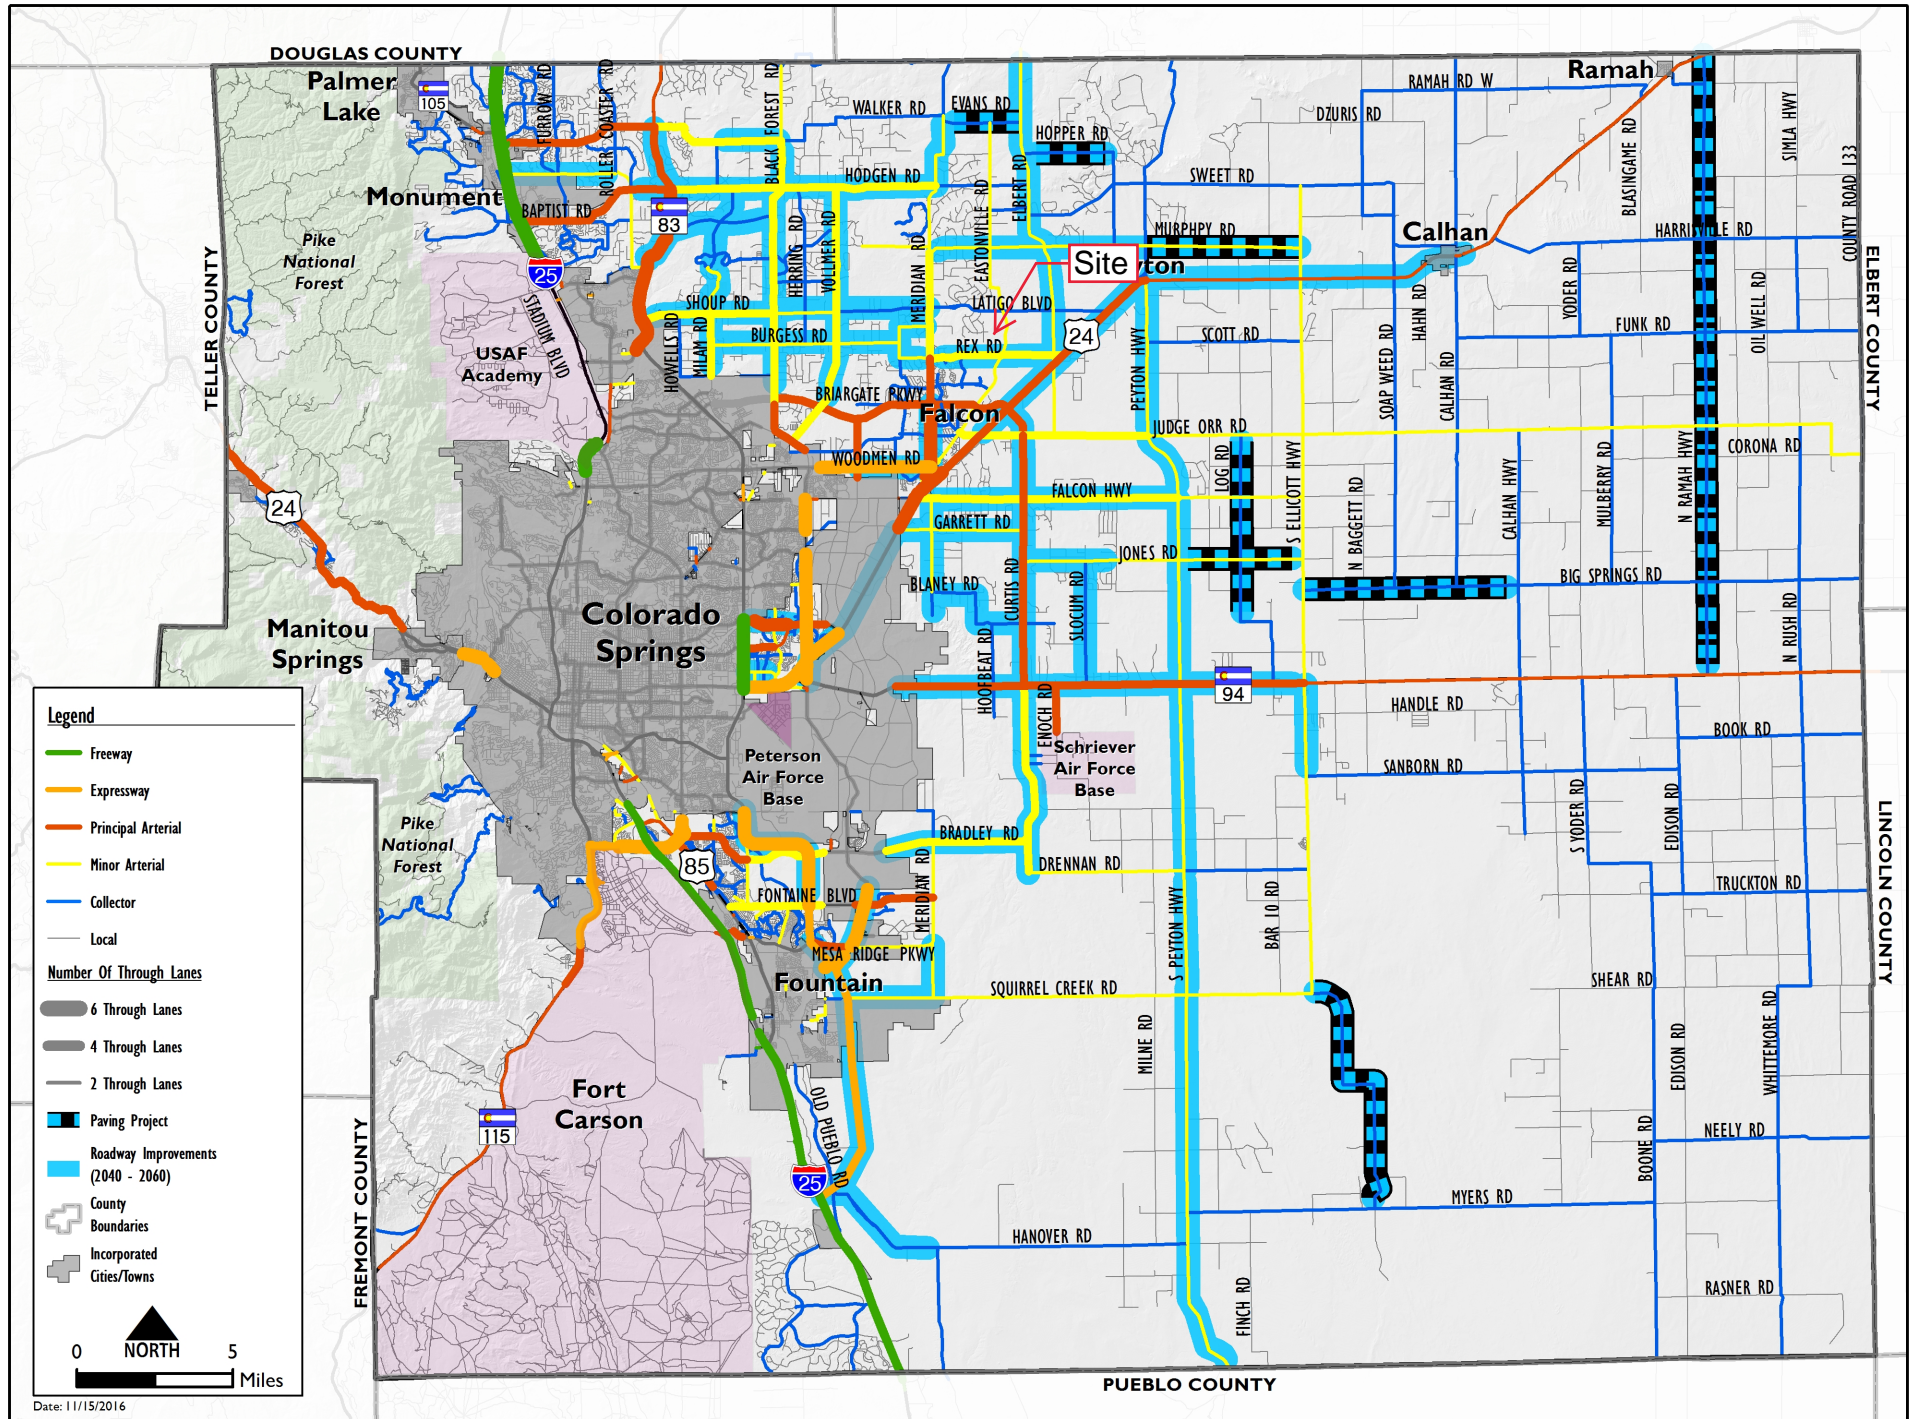 DOUGLAS COUNTY
Palmer
Lake
105
FURROW RD
ROLLER COASTER RD
BLACK FOREST RD
WALKER RD
EVANS RD
HOPPER RD
RAMAH RD W
Ramah
DZURIS RD
BLASINGAME RD
SIMLA HWY
COUNTY ROAD 133
Monument
BAPTIST RD
83
HODGEN RD
ELBERT RD
EASTONVILLE RD
SWEET RD
MURPHPY RD
Calhan
HARRISVILLE RD
Pike
National
Forest
TELLER COUNTY
25
STADIUM BLVD
HERRING RD
VOLLMER RD
MERIDIAN RD
Site
ton
SHOUP RD
LATIGO BLVD
24
YODER RD
OIL WELL RD
ELBERT COUNTY
USAF
Academy
HOWELLS RD
MILAM RD
BURGESS RD
REX RD
PEYTON HWY
SCOTT RD
HAHN RD
FUNK RD
SOAP WEED RD
CALHAN RD
BRIARGATE PKWY
Falcon
JUDGE ORR RD
WOODMEN RD
LOG RD
S ELLICOTT HWY
CORONA RD
24
FALCON HWY
N BAGGETT RD
CALHAN HWY
MULBERRY RD
N RAMAH HWY
GARRETT RD
JONES RD
BLANEY RD
CURTIS RD
SLOCUM RD
BIG SPRINGS RD
Colorado
Springs
Manitou
Springs
HOOFBEAT RD
N RUSH RD
94
ENOCH RD
HANDLE RD
BOOK RD
Peterson
Air Force
Base
Schriever
Air Force
Base
SANBORN RD
S YODER RD
EDISON RD
LINCOLN COUNTY
Pike
National
Forest
BRADLEY RD
DRENNAN RD
85
FONTAINE BLVD
MERIDIAN RD
S PEYTON HWY
BAR 10 RD
TRUCKTON RD
MESA RIDGE PKWY
Fountain
SQUIRREL CREEK RD
SHEAR RD
MILNE RD
EDISON RD
WHITTEMORE RD
Fort
Carson
OLD PUEBLO RD
115
25
BOONE RD
NEELY RD
MYERS RD
FREMONT COUNTY
HANOVER RD
FINCH RD
RASNER RD
PUEBLO COUNTY
Legend
Freeway
Expressway
Principal Arterial
Minor Arterial
Collector
Local
Number Of Through Lanes
6 Through Lanes
4 Through Lanes
2 Through Lanes
Paving Project
Roadway Improvements
(2040 - 2060)
County
Boundaries
Incorporated
Cities/Towns
NORTH
0 5
Miles
Date: 11/15/2016